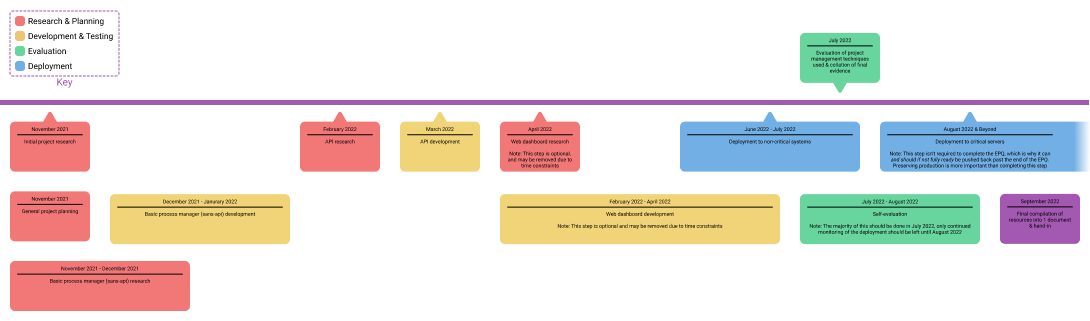 Research & Planning
Development & Testing
Evaluation
Deployment
Key
July 2022
Evaluation of project
management techniques
used & collation of final
evidence
November 2021
Initial project research
February 2022
API research
March 2022
API development
April 2022
Web dashboard research
Note: This step is optional,
and may be removed due to
time constraints
June 2022 - July 2022
Deployment to non-critical systems
August 2022 & Beyond
Deployment to critical servers
Note: This step isn't required to complete the EPQ, which is why it can
and should if not fully ready be pushed back past the end of the EPQ.
Preserving production is more important than completing this step
November 2021
General project planning
December 2021 - Janurary 2022
Basic process manager (sans-api) development
February 2022 - April 2022
Web dashboard development
Note: This step is optional and may be removed due to time constraints
July 2022 - August 2022
Self-evaluation
Note: The majority of this should be done in July 2022, only continued
monitoring of the deployment should be left until August 2022
September 2022
Final compilation of
resources into 1 document
& hand in
November 2021 - December 2021
Basic process manager (sans-api) research